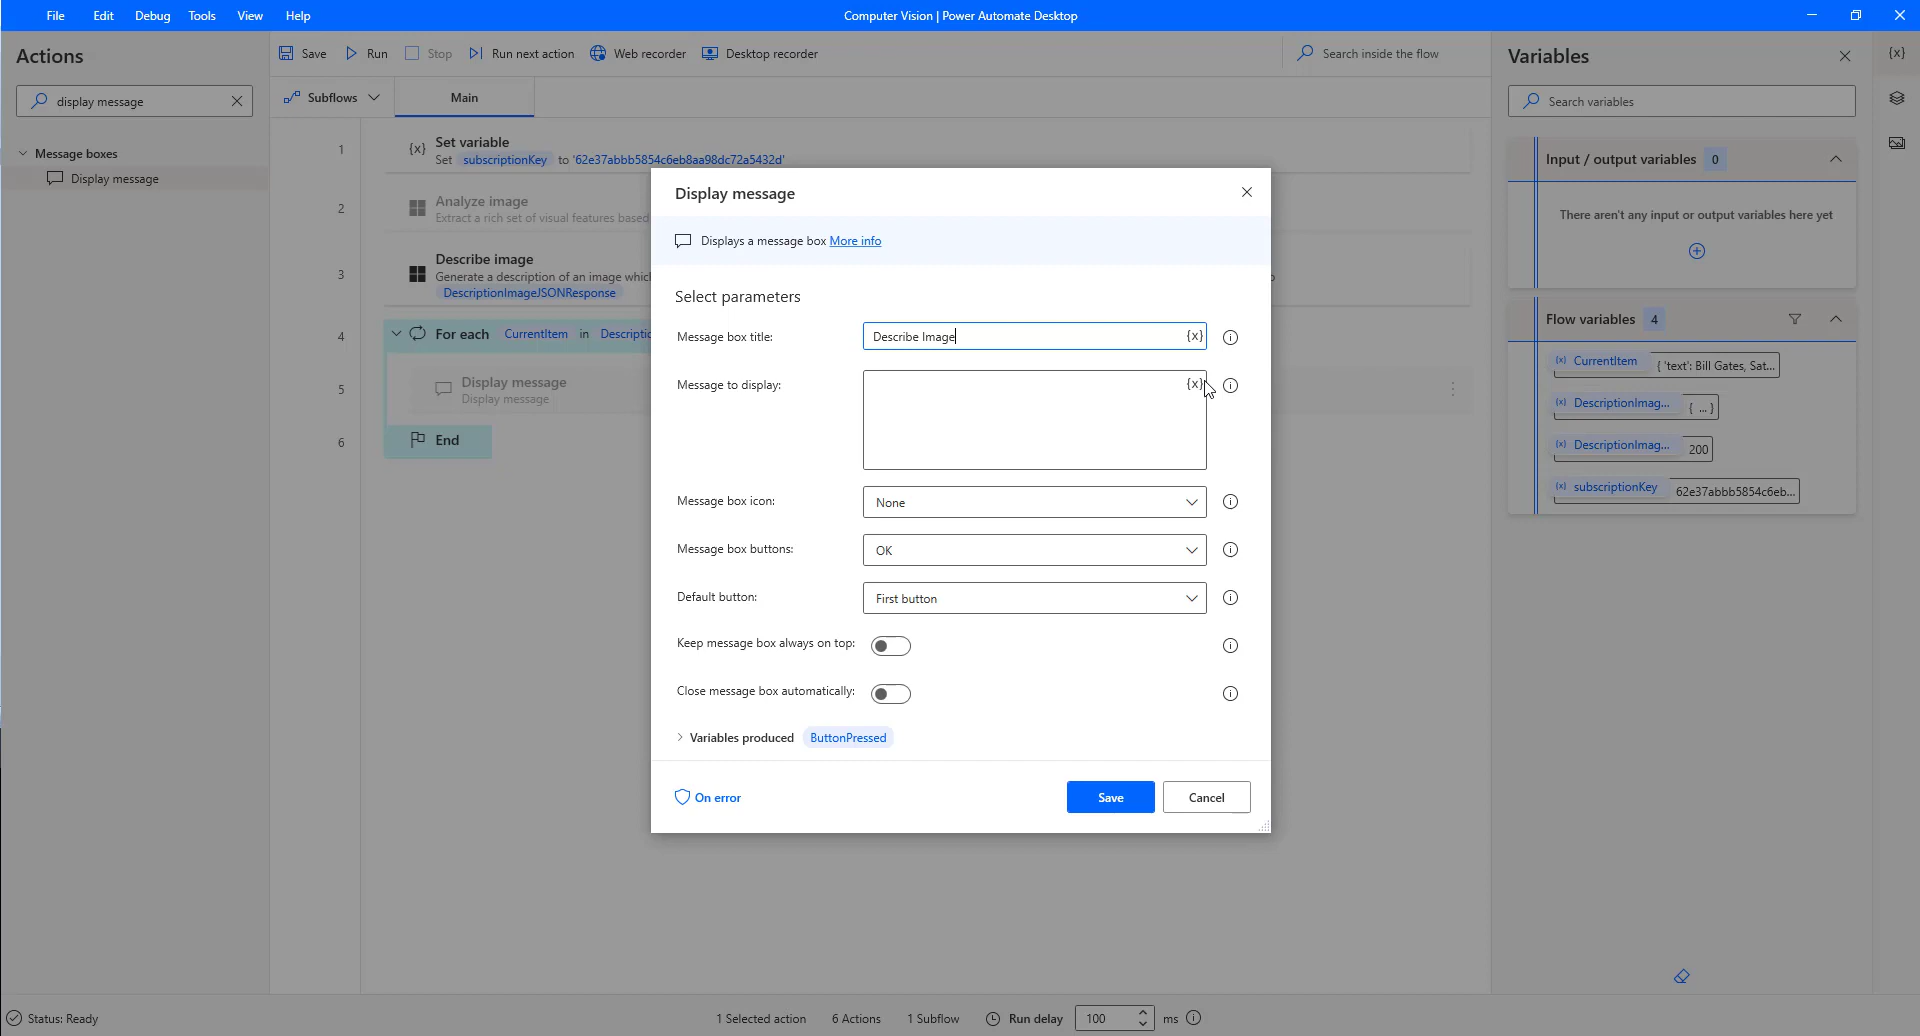 File Edit Debug Tools View Help
Computer Vision | Power Automate Desktop
Actions
display message
Message boxes
Display message
Save Run Stop Run next action Web recorder Desktop recorder
Search inside the flow
Subflows Main
1
{x} Set variable
Set subscriptionKey to '62e37abbb5854c6eb8aa98dc72a5432d'
2
Analyze image
Extract a rich set of visual features based
3
Describe image
Generate a description of an image whic
DescriptionImageJSONResponse
4
For each CurrentItem in Descriptio
5
Display message
Display message
6
End
Display message
Displays a message box More info
Select parameters
Message box title: Describe Image {x}
Message to display: {x}
Message box icon: None
Message box buttons: OK
Default button: First button
Keep message box always on top:
Close message box automatically:
Variables produced ButtonPressed
On error Save Cancel
Variables
{x}
Search variables
Input / output variables 0
There aren't any input or output variables here yet
Flow variables 4
(x) CurrentItem { 'text': Bill Gates, Sat...
(x) DescriptionImag... { ... }
(x) DescriptionImag... 200
(x) subscriptionKey 62e37abbb5854c6eb...
Status: Ready 1 Selected action 6 Actions 1 Subflow Run delay 100 ms